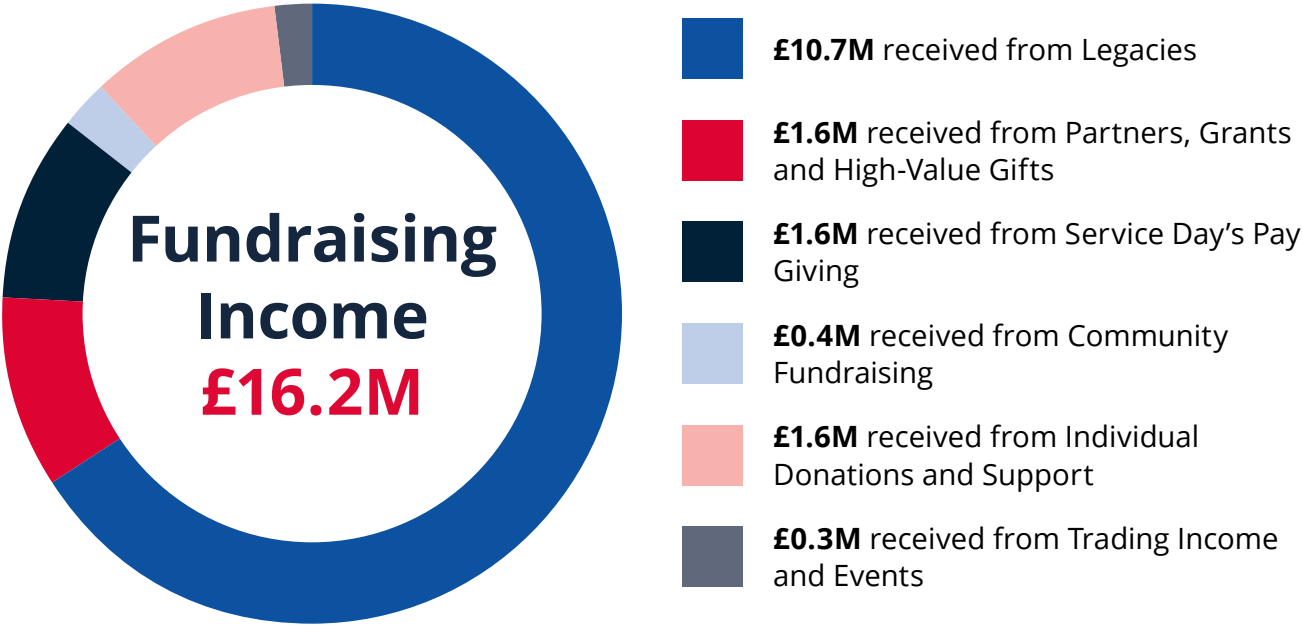 Fundraising
Income
£16.2M
£10.7M received from Legacies
£1.6M received from Partners, Grants
and High-Value Gifts
£1.6M received from Service Day’s Pay
Giving
£0.4M received from Community
Fundraising
£1.6M received from Individual
Donations and Support
£0.3M received from Trading Income
and Events